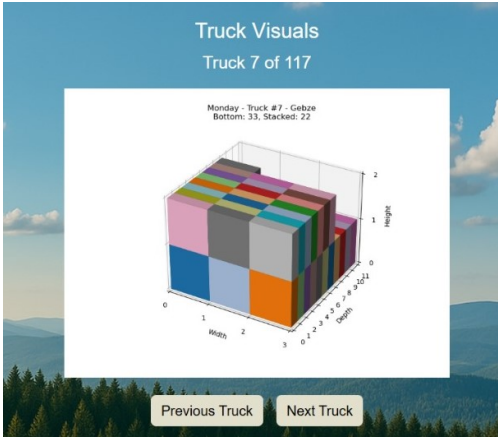 Truck Visuals
Truck 7 of 117
Monday - Truck #7 - Gebze
Bottom: 33, Stacked: 22
2
1
0
Height
0
1
2
3
Width
0
1
2
3
4
5
6
7
8
9
10
11
Depth
Previous Truck
Next Truck